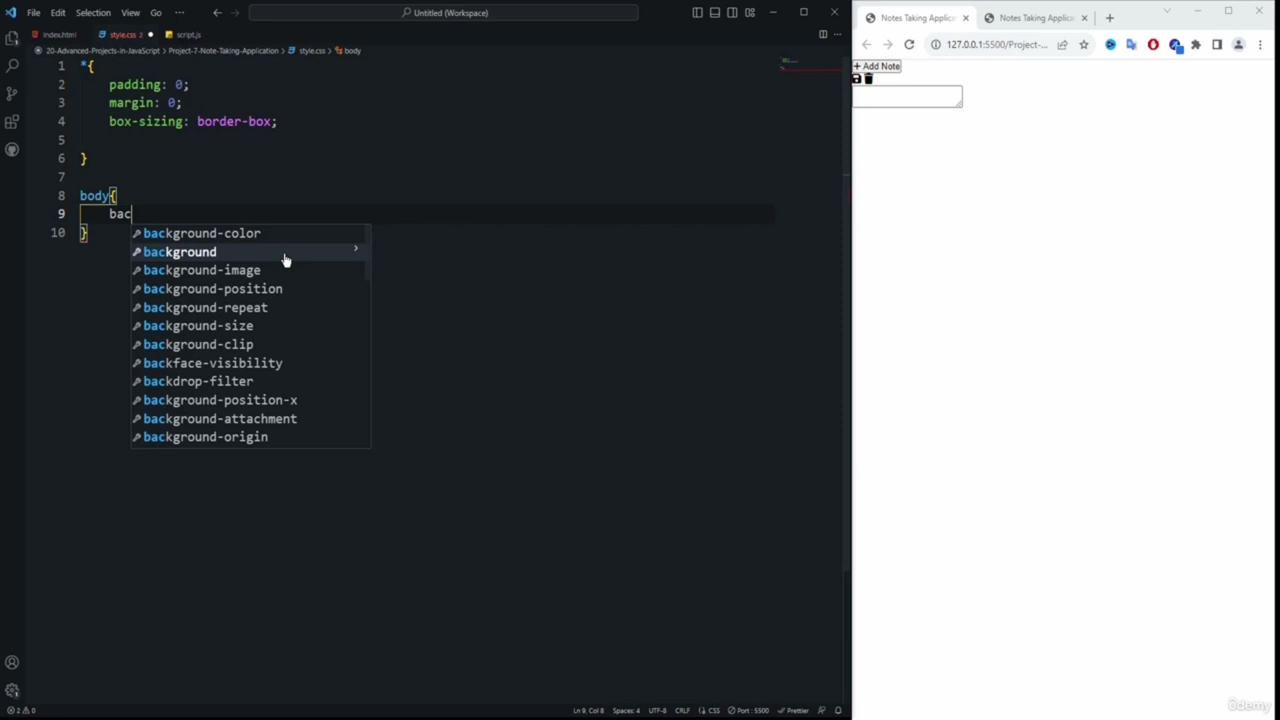 File Edit Selection View Go ··· Untitled (Workspace)
index.html style.css script.js
20-Advanced-Projects-in-JavaScript > Project-7-Note-Taking-Application > style.css > body
1 *{
2 padding: 0;
3 margin: 0;
4 box-sizing: border-box;
5
6 }
7
8 body{
9 bac
10 }
background-color
background
background-image
background-position
background-repeat
background-size
background-clip
backface-visibility
backdrop-filter
background-position-x
background-attachment
background-origin
2 0 Ln 9, Col 8 Spaces: 4 UTF-8 CRLF CSS Port : 5500 Prettier
Notes Taking Applica Notes Taking Applica
127.0.0.1:5500/Project-...
+ Add Note
ûdemy